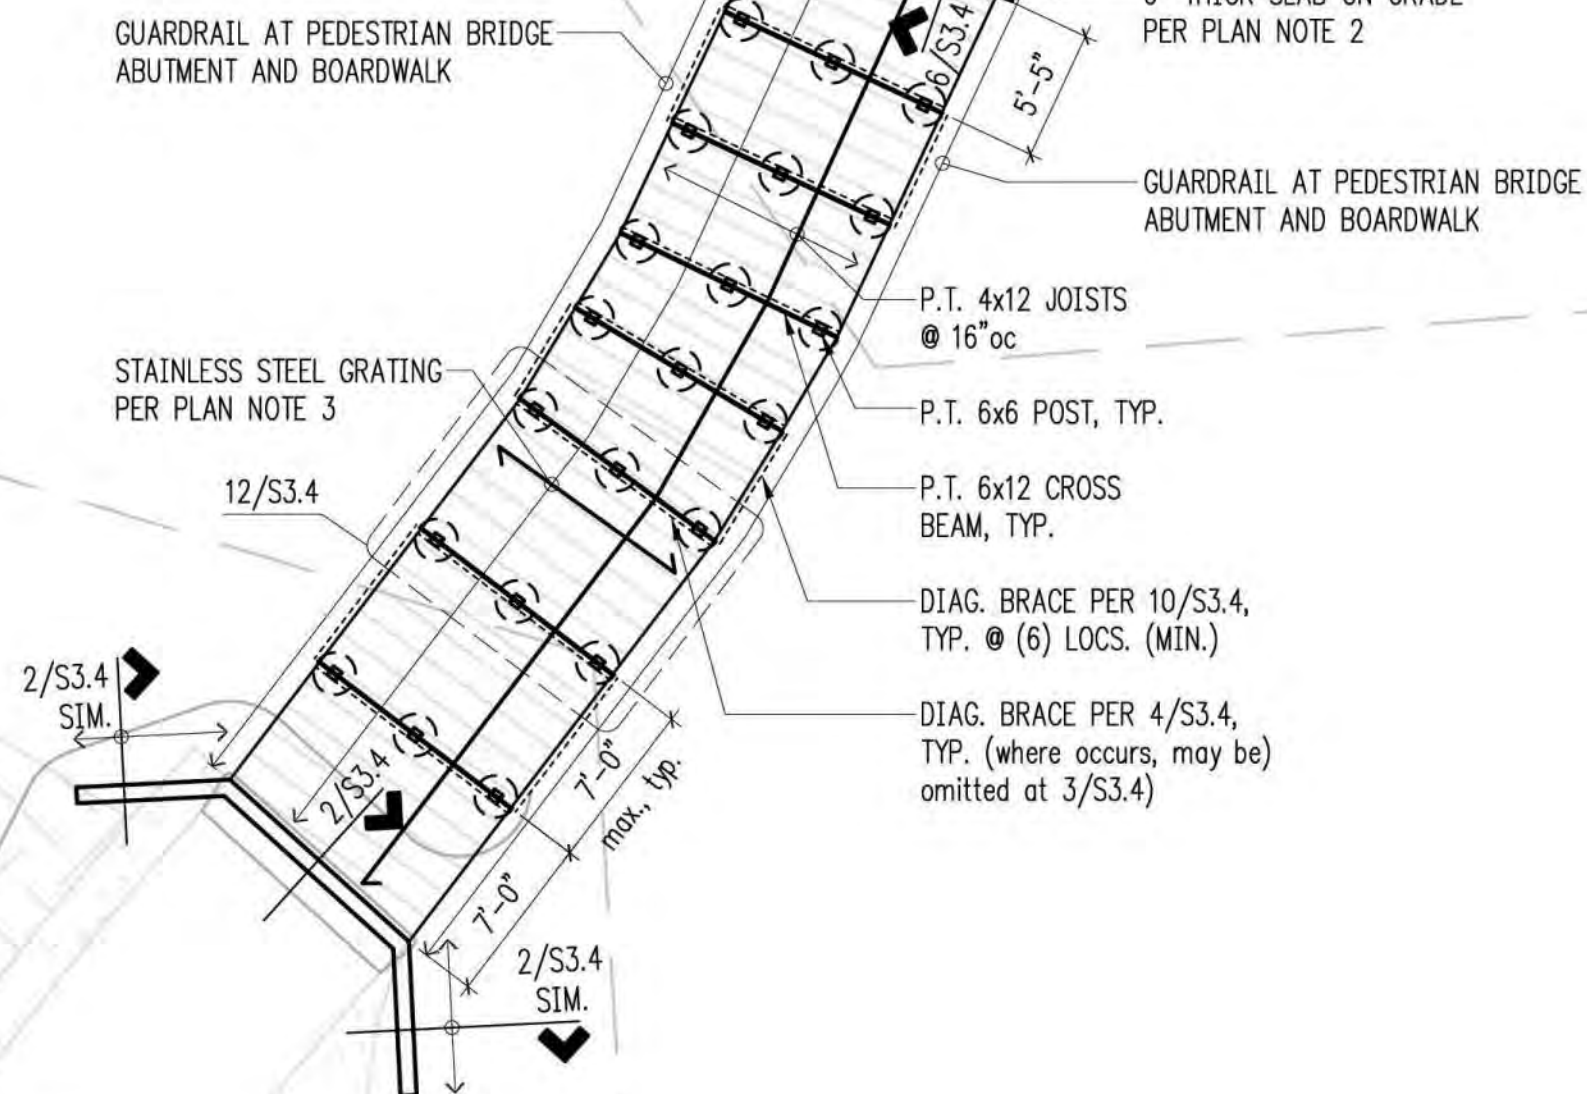 GUARDRAIL AT PEDESTRIAN BRIDGE
ABUTMENT AND BOARDWALK
6/S3.4
PER PLAN NOTE 2
5'-5"
GUARDRAIL AT PEDESTRIAN BRIDGE
ABUTMENT AND BOARDWALK
P.T. 4x12 JOISTS
@ 16"oc
STAINLESS STEEL GRATING
PER PLAN NOTE 3
P.T. 6x6 POST, TYP.
12/S3.4
P.T. 6x12 CROSS
BEAM, TYP.
DIAG. BRACE PER 10/S3.4,
TYP. @ (6) LOCS. (MIN.)
2/S3.4
SIM.
DIAG. BRACE PER 4/S3.4,
TYP. (where occurs, may be)
omitted at 3/S3.4)
2/S3.4
7'-0"
max., typ.
7'-0"
2/S3.4
SIM.